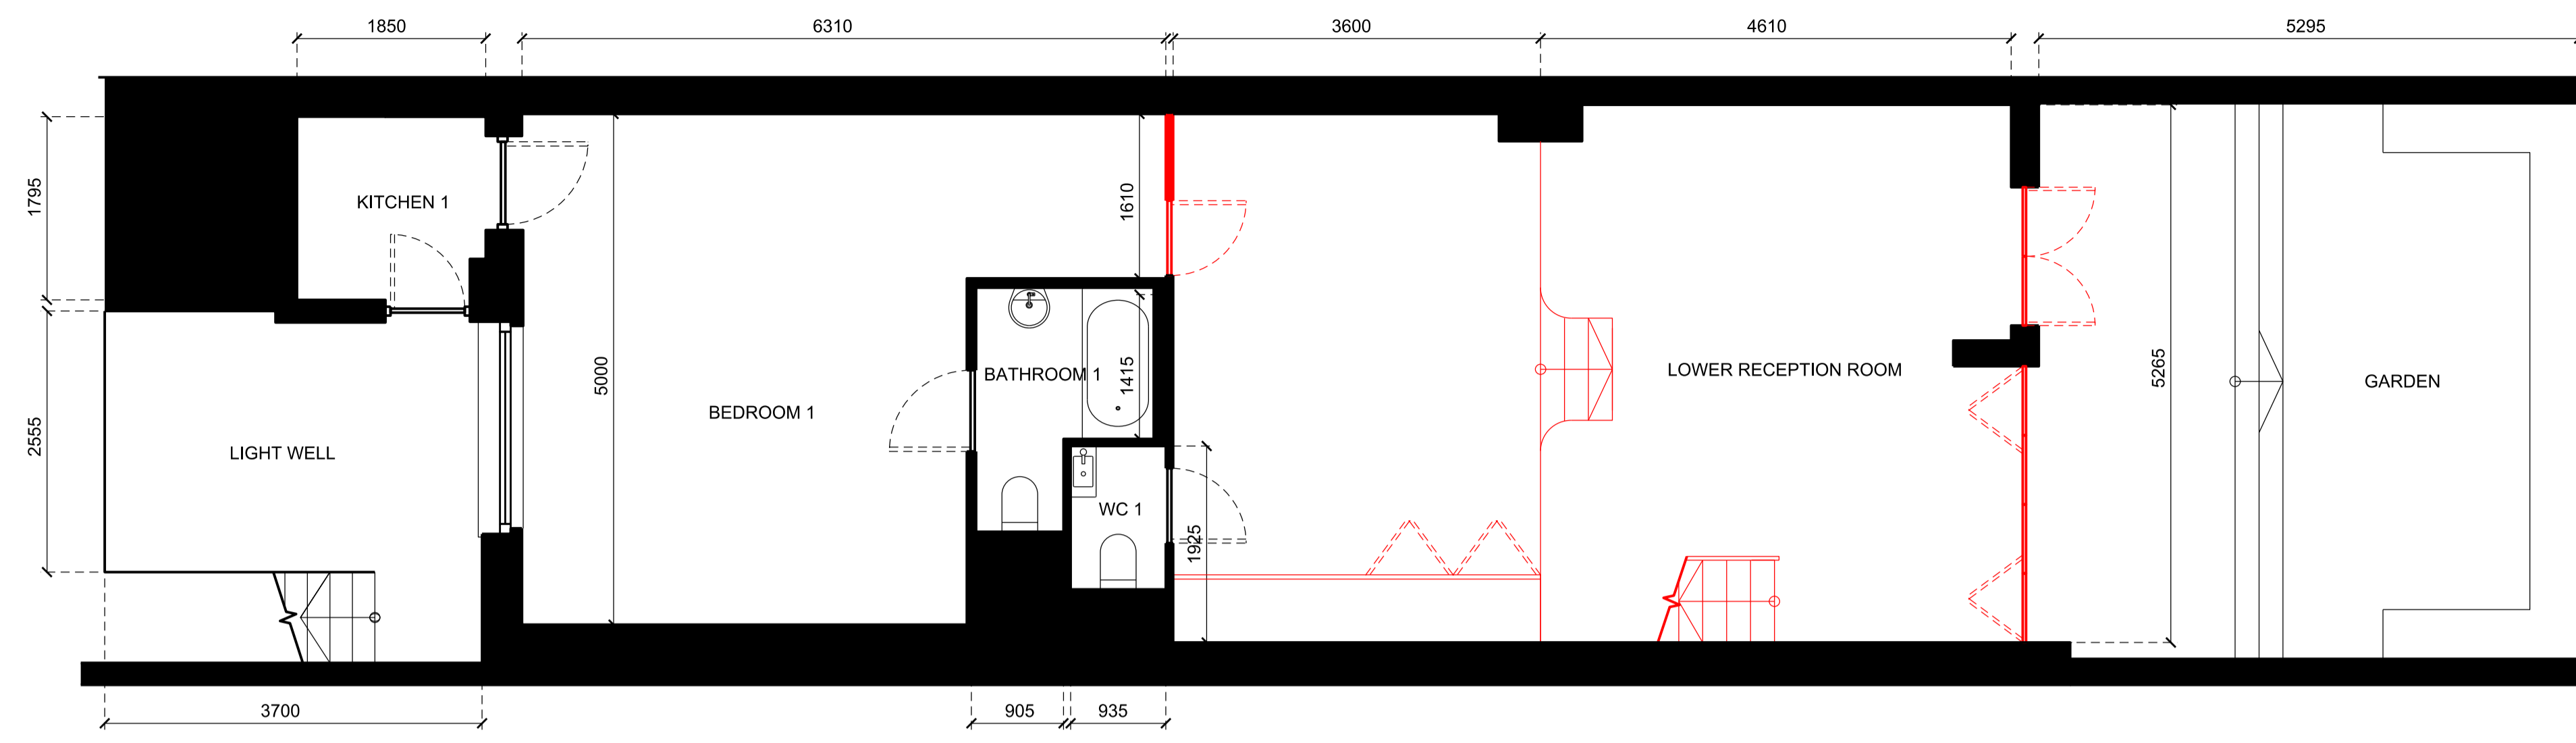 1850
6310
3600
4610
5295
1795
KITCHEN 1
1610
2555
LIGHT WELL
5000
BEDROOM 1
BATHROOM 1
1415
WC 1
1925
LOWER RECEPTION ROOM
5265
GARDEN
3700
905
935